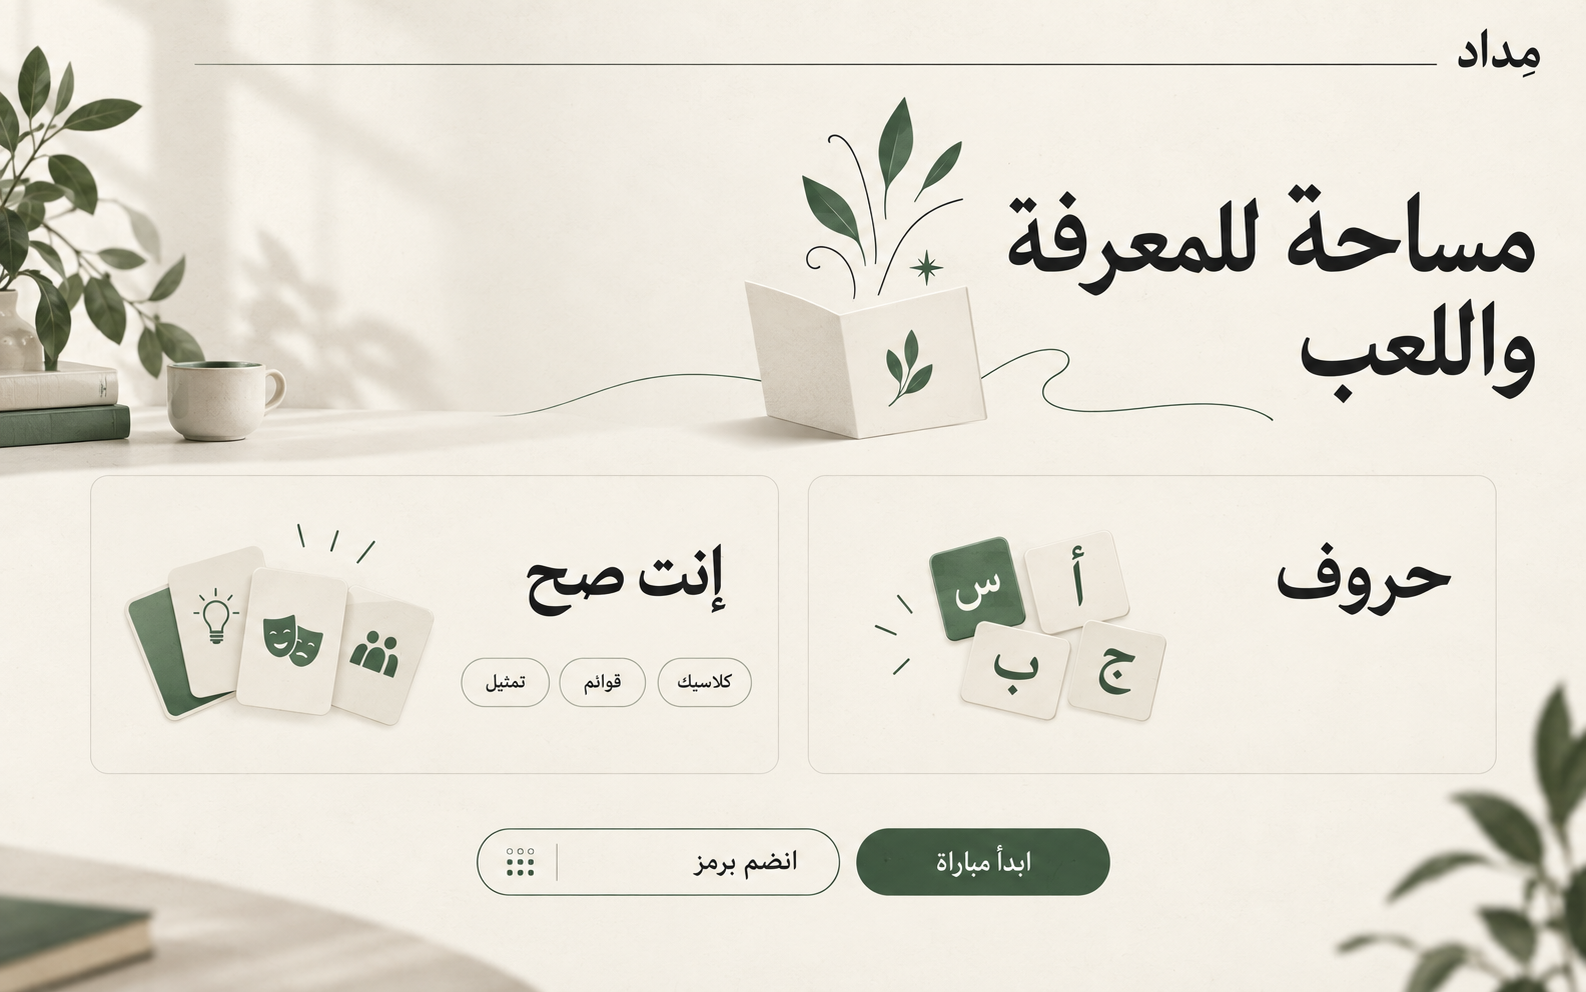 مِداد
مساحة للمعرفة
واللعب
حروف
أ
س
ج
ب
إنت صح
كلاسيك
قوائم
تمثيل
ابدأ مباراة
انضم برمز